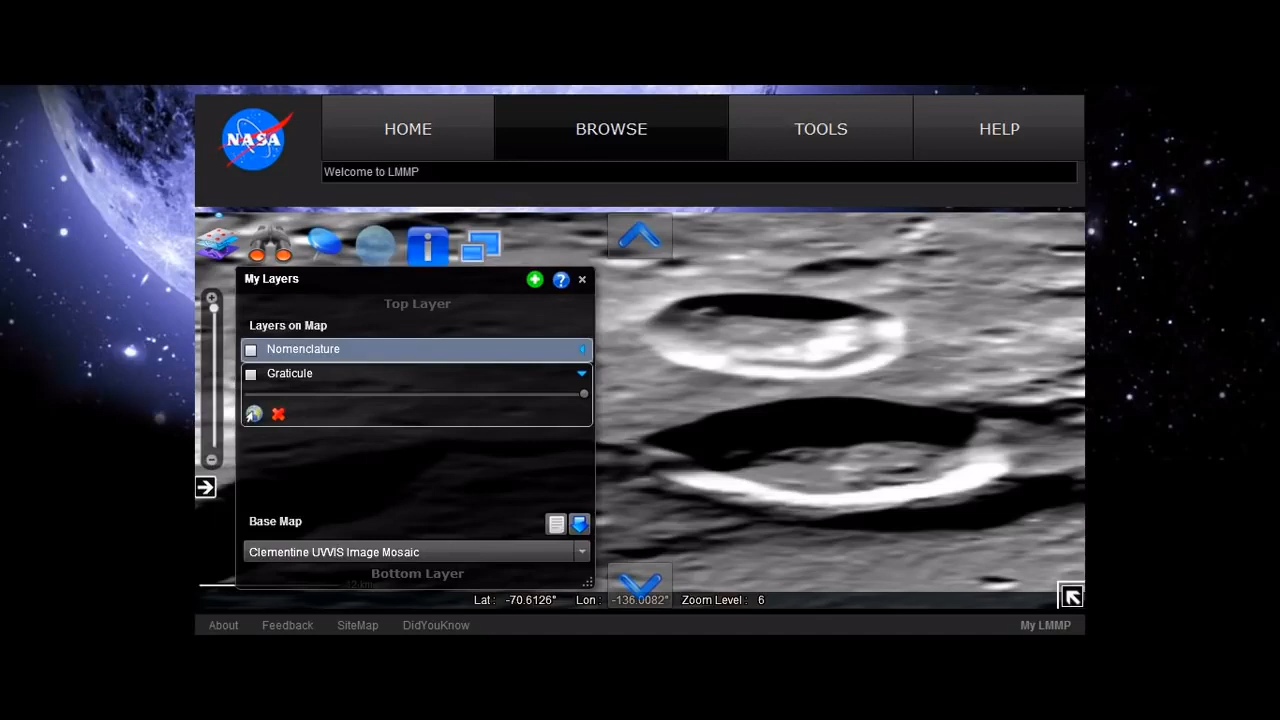 NASA
HOME
BROWSE
TOOLS
HELP
Welcome to LMMP
i
My Layers
?
Top Layer
Layers on Map
Nomenclature
Graticule
Base Map
Clementine UVVIS Image Mosaic
Bottom Layer
12 km
Lat : -70.6126° Lon : -136.0082° Zoom Level : 6
About
Feedback
SiteMap
DidYouKnow
My LMMP